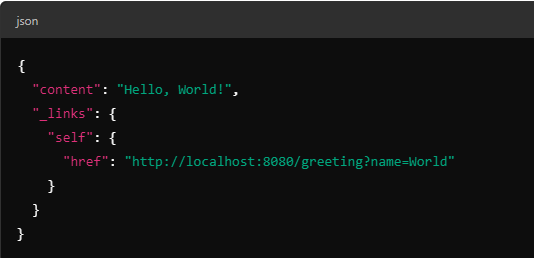 json
{
  "content": "Hello, World!",
  "_links": {
    "self": {
      "href": "http://localhost:8080/greeting?name=World"
    }
  }
}